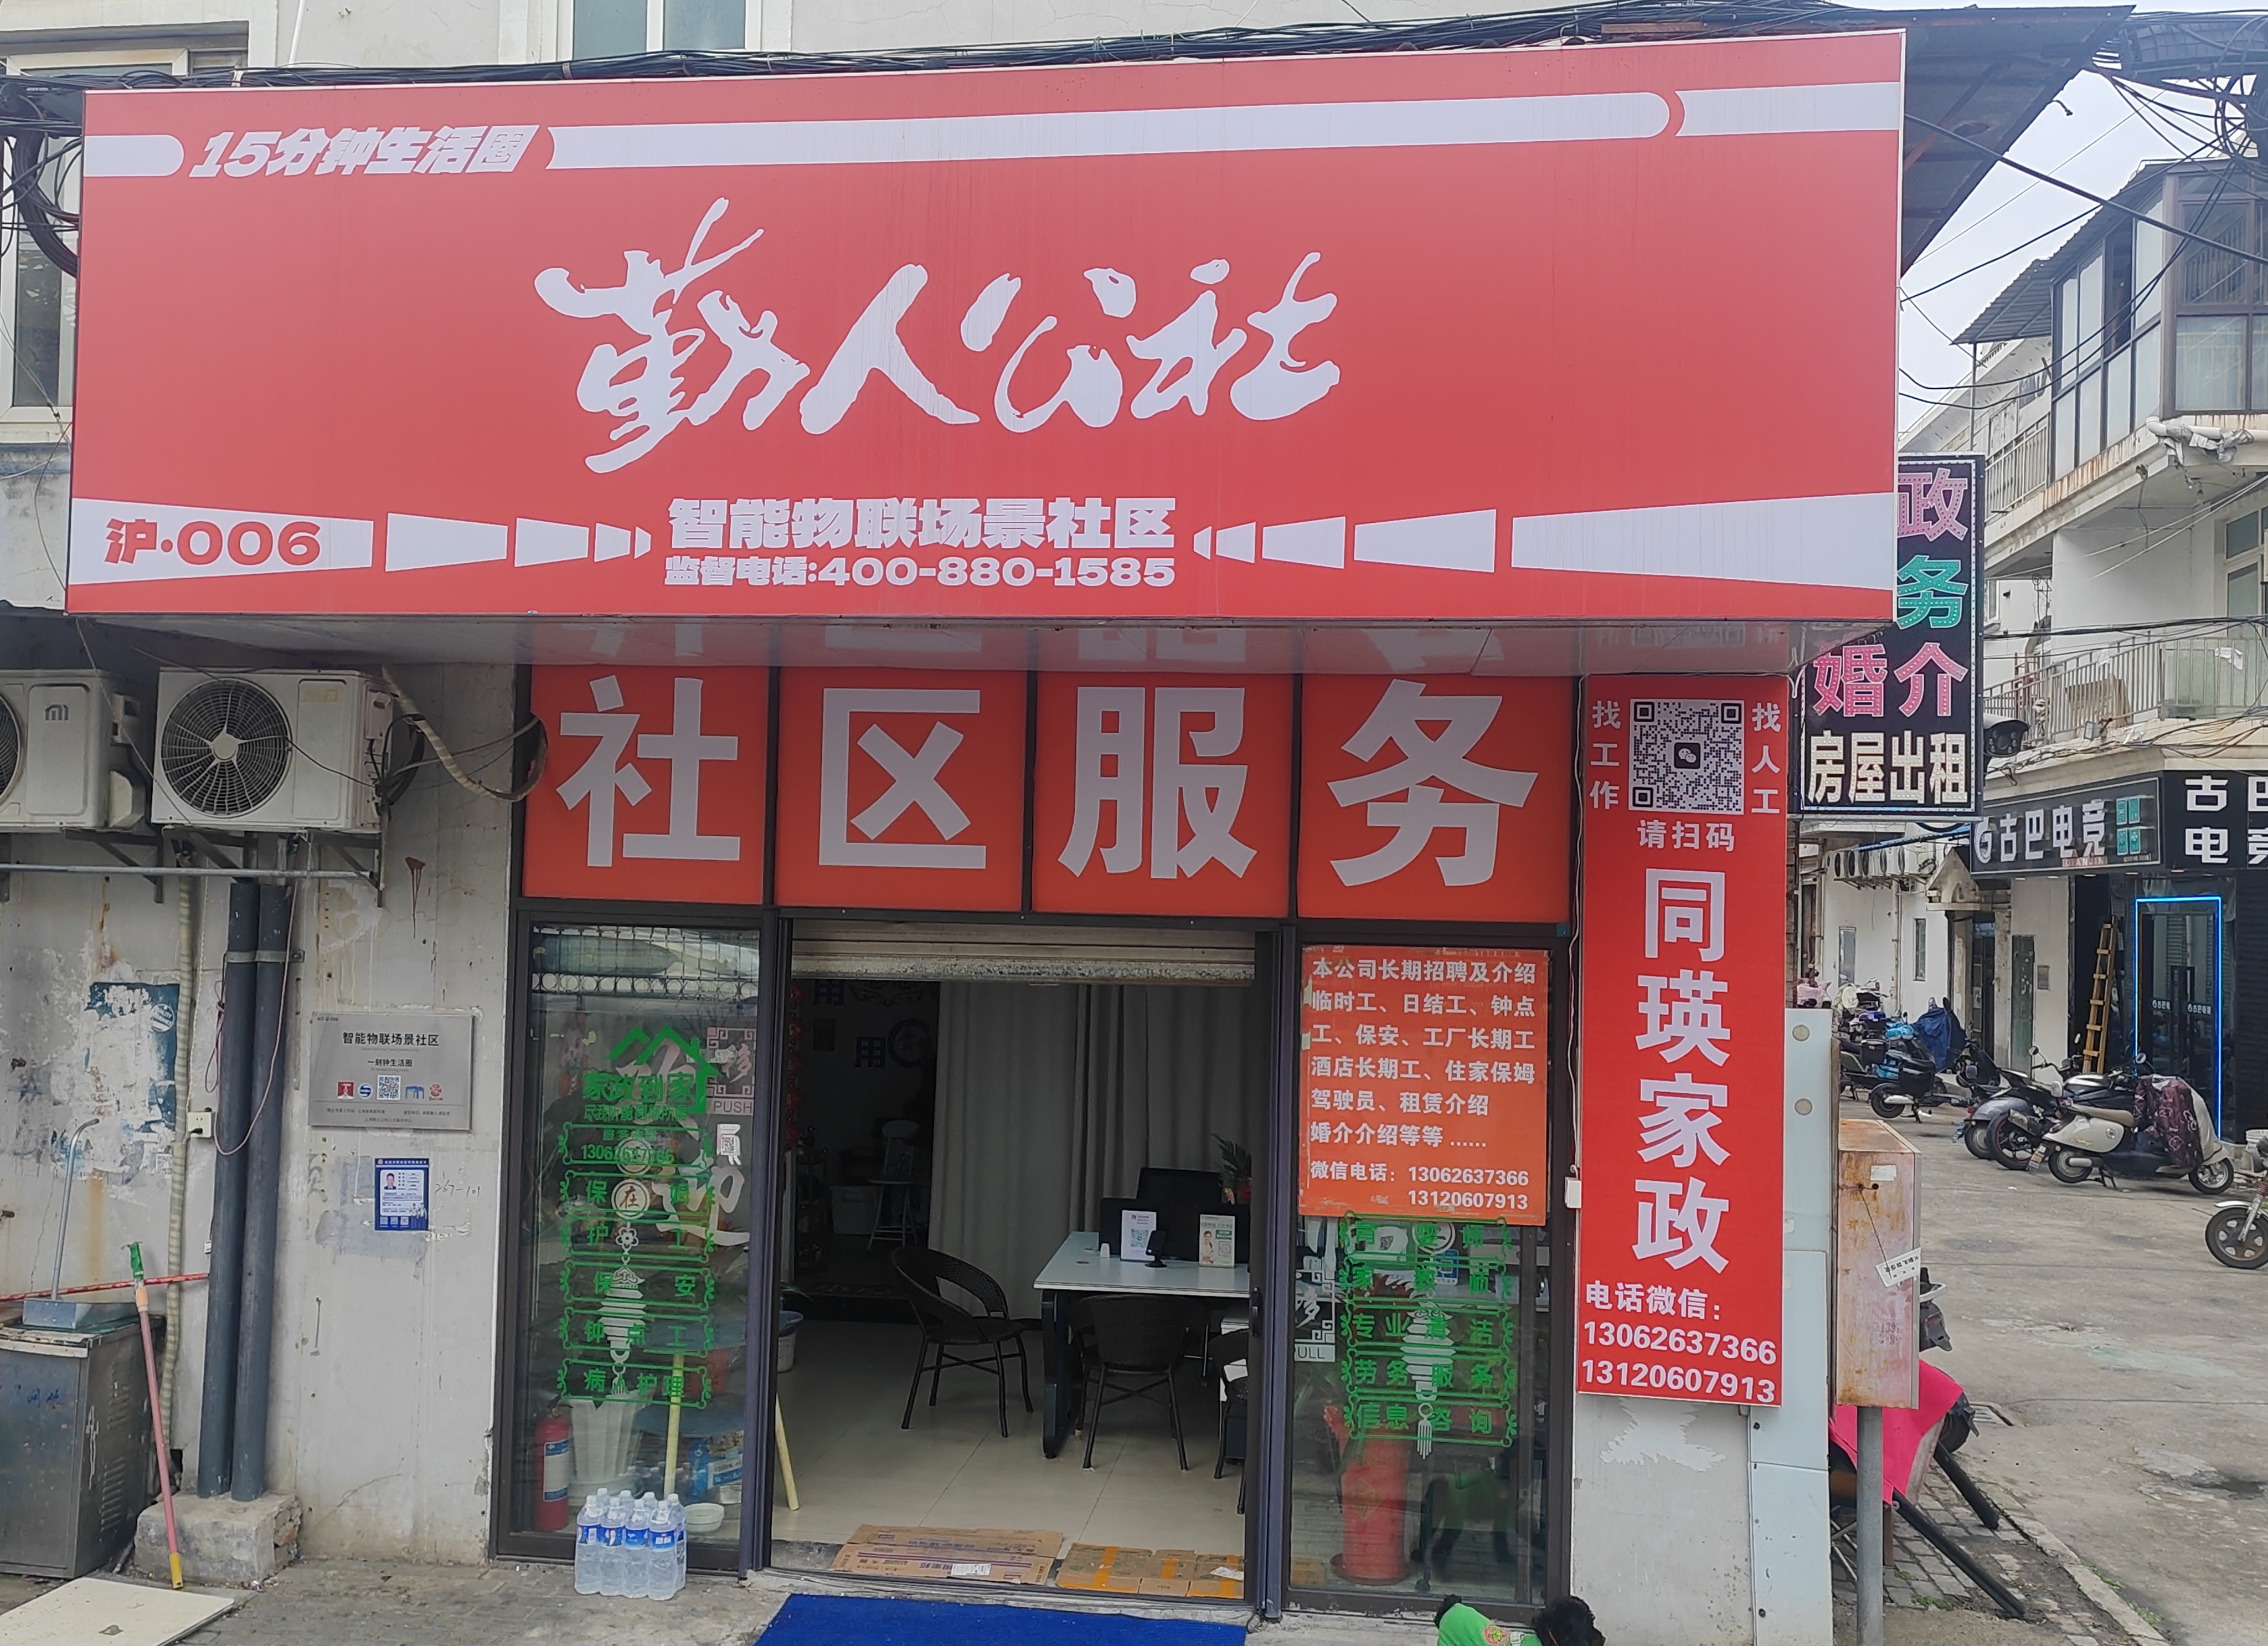 15分钟生活圈
勤人公社
沪·006
智能物联场景社区
监督电话:400-880-1585
社区服务
政
务
婚介
房屋出租
找工作
找人工
请扫码
同瑛家政
电话微信：
13062637366
13120607913
本公司长期招聘及介绍
临时工、日结工、钟点
工、保安、工厂长期工
酒店长期工、住家保姆
驾驶员、租赁介绍
婚介介绍等等……
微信电话：13062637366
13120607913
智能物联场景社区
一刻钟生活圈
家政到家
13062637366
PUSH
保安
钟点工
病人护理
专业清洁
劳务服务
信息咨询
古巴电竞
古巴
电竞